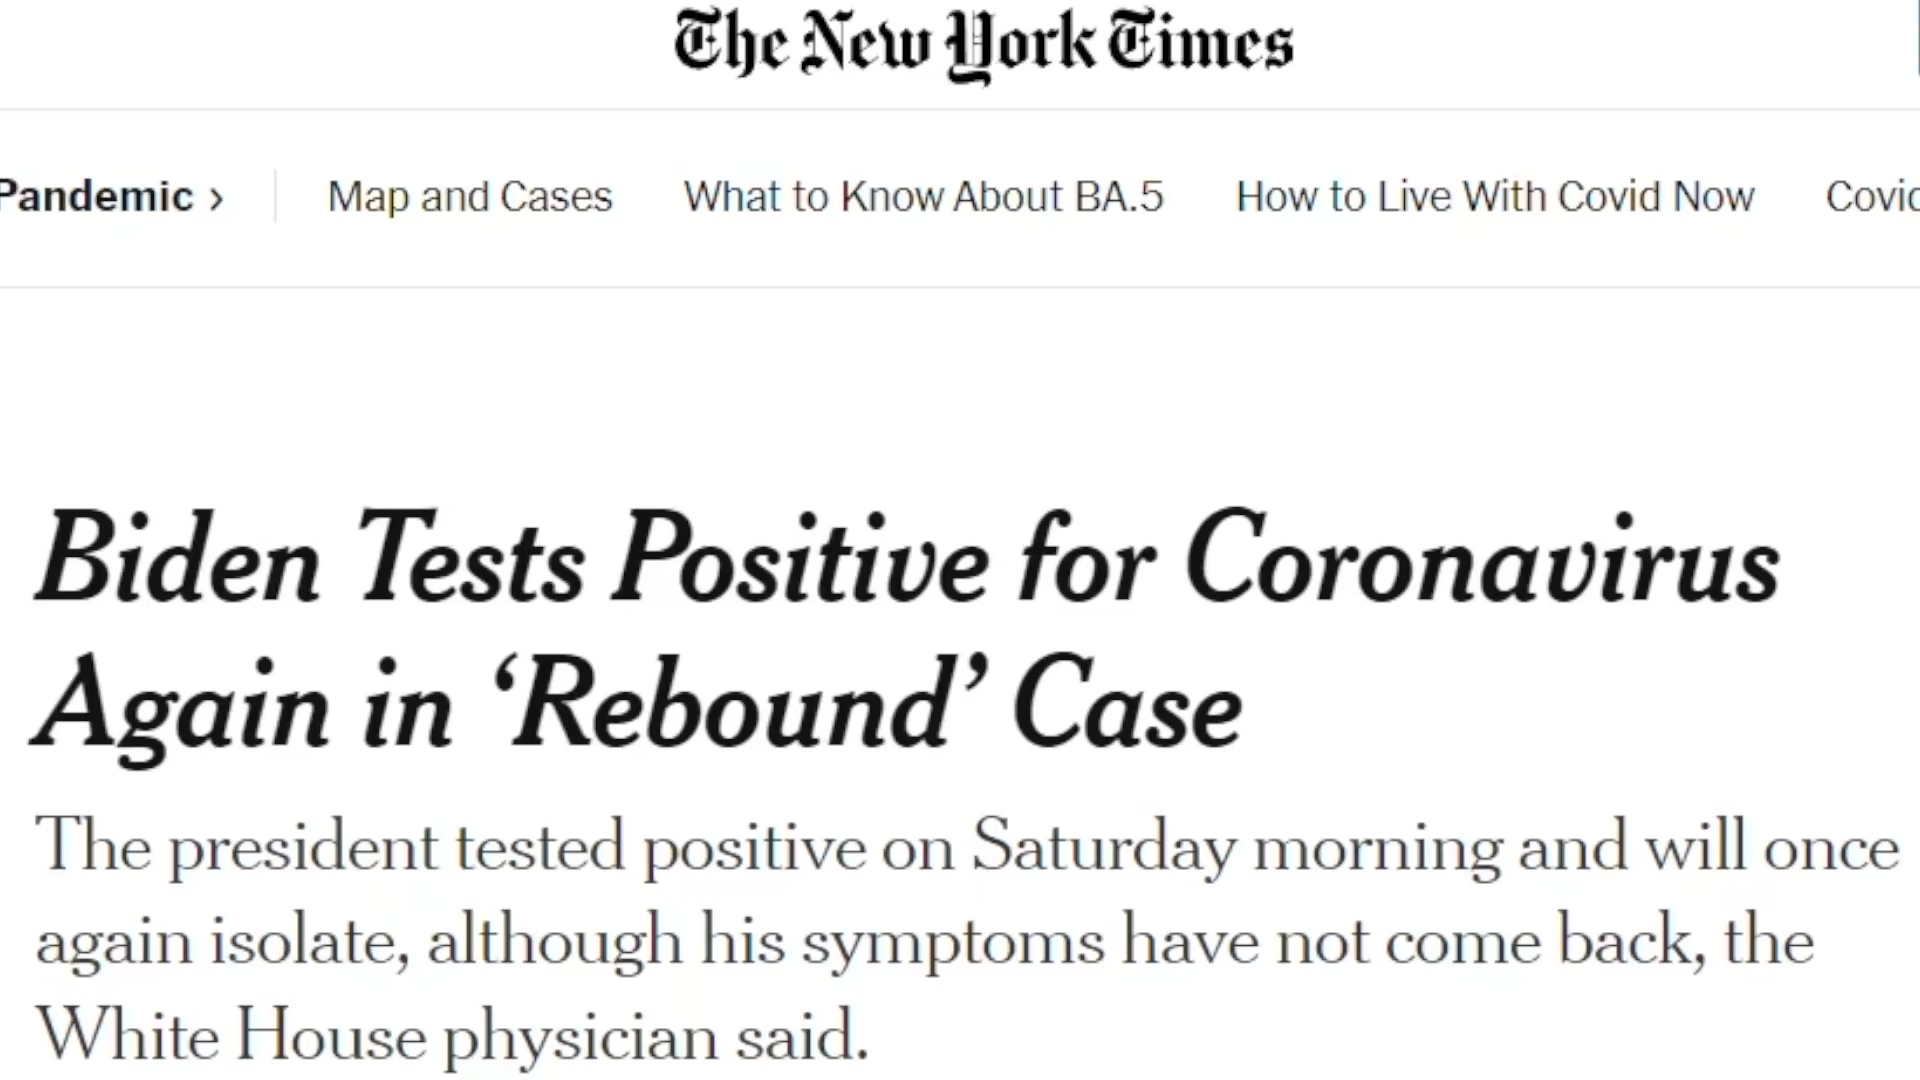 The New York Times
Pandemic › Map and Cases What to Know About BA.5 How to Live With Covid Now
Biden Tests Positive for Coronavirus
Again in ‘Rebound’ Case
The president tested positive on Saturday morning and will once
again isolate, although his symptoms have not come back, the
White House physician said.